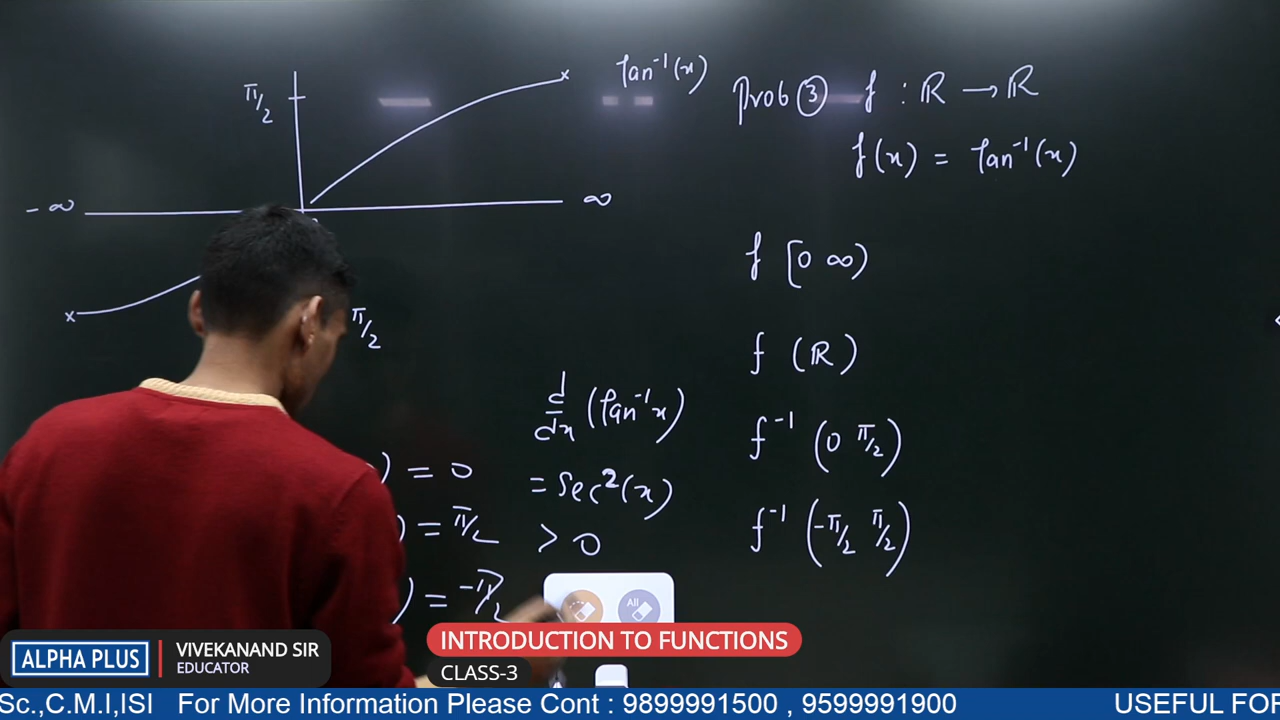 tan⁻¹(x)
π/2
-∞
∞
π/2
d/dx (tan⁻¹x)
= Sec²(x)
> 0
) = 0
) = π/2
) = -π/2
Prob ③ f : ℝ → ℝ
f(x) = tan⁻¹(x)
f [0 ∞)
f (ℝ)
f⁻¹ (0 π/2)
f⁻¹ (-π/2 π/2)
All
ALPHA PLUS
VIVEKANAND SIR
EDUCATOR
INTRODUCTION TO FUNCTIONS
CLASS-3
Sc.,C.M.I,ISI For More Information Please Cont : 9899991500 , 9599991900 USEFUL FOR